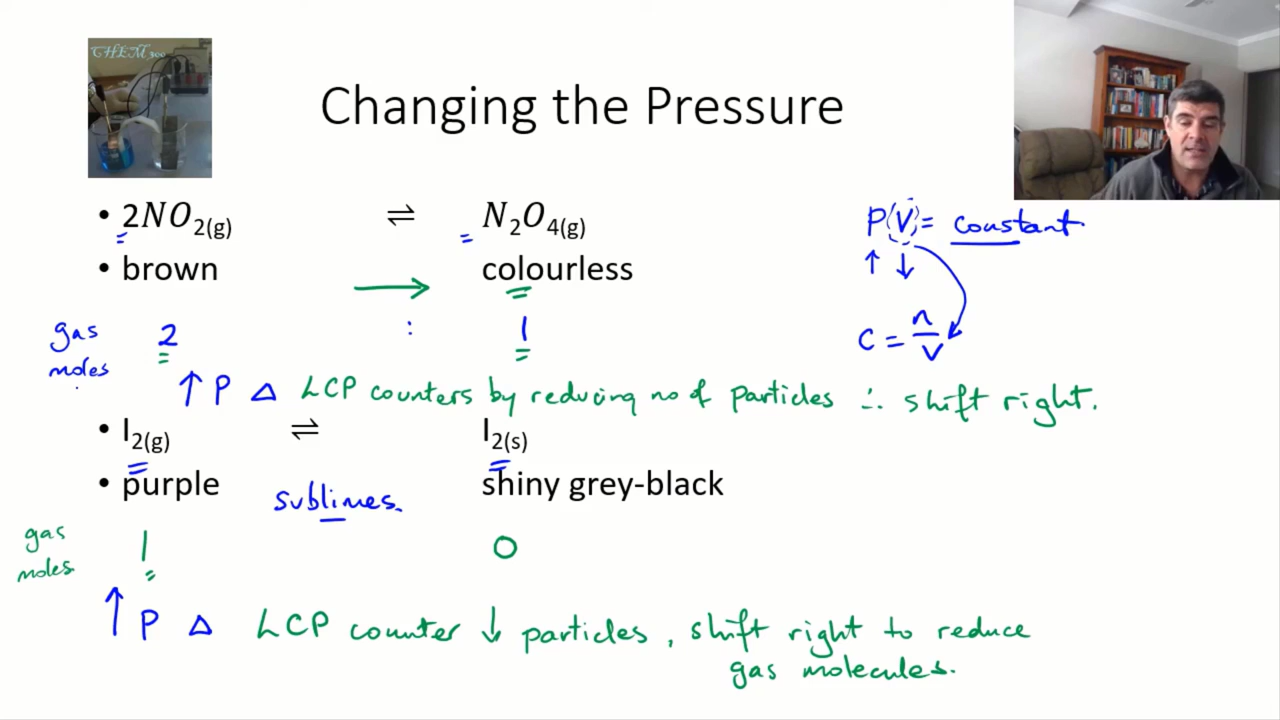 CHEM300
Changing the Pressure
• 2NO₂(g) ⇌ N₂O₄(g)
P(V) = constant
• brown → colourless
↑ ↓
gas moles 2 : 1
C = n/V
↑ P Δ LCP counters by reducing no of particles ∴ shift right.
• I₂(g) ⇌ I₂(s)
• purple shiny grey-black
sublimes.
gas moles 1 0
↑ P Δ LCP counter ↓ particles, shift right to reduce
gas molecules.